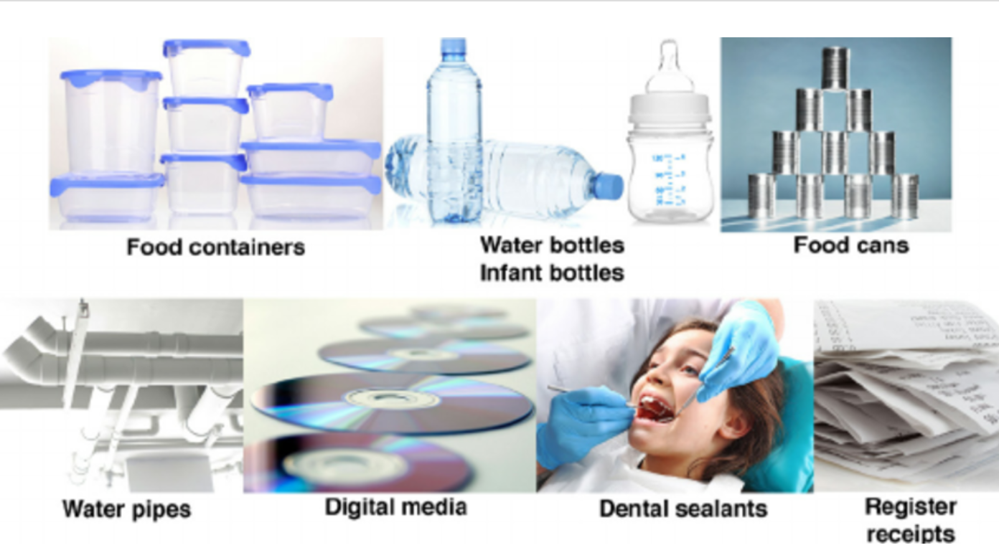 Food containers
Water bottles
Infant bottles
Food cans
Water pipes
Digital media
Dental sealants
Register
receipts